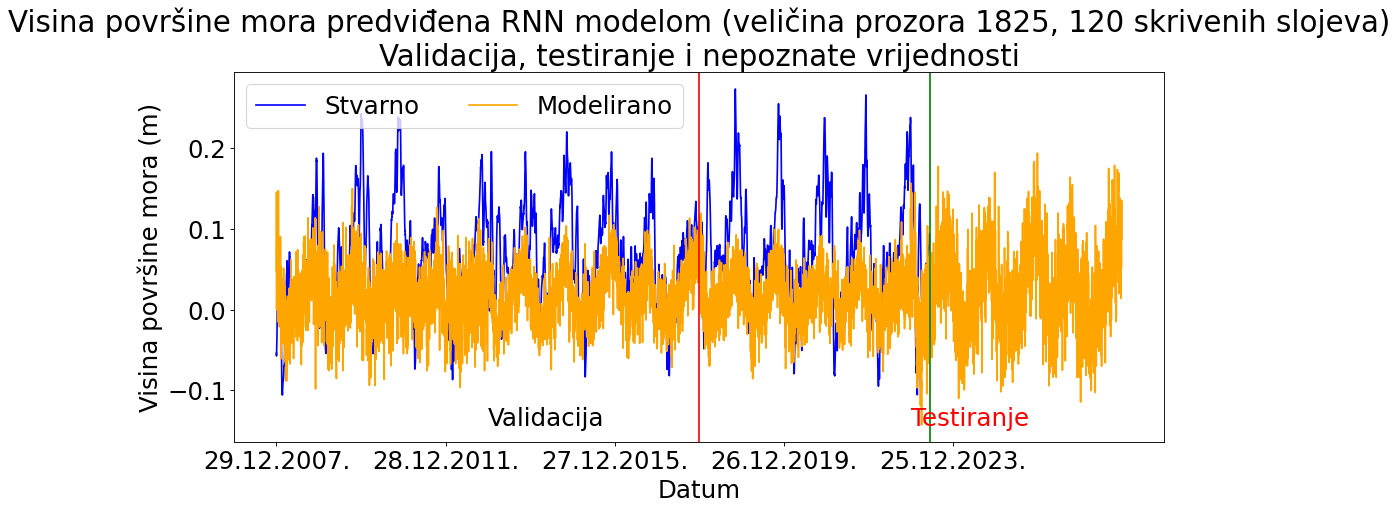 Visina površine mora predviđena RNN modelom (veličina prozora 1825, 120 skrivenih slojeva)
Validacija, testiranje i nepoznate vrijednosti
Stvarno Modelirano
Visina površine mora (m)
0.2
0.1
0.0
−0.1
Validacija Testiranje
29.12.2007. 28.12.2011. 27.12.2015. 26.12.2019. 25.12.2023.
Datum